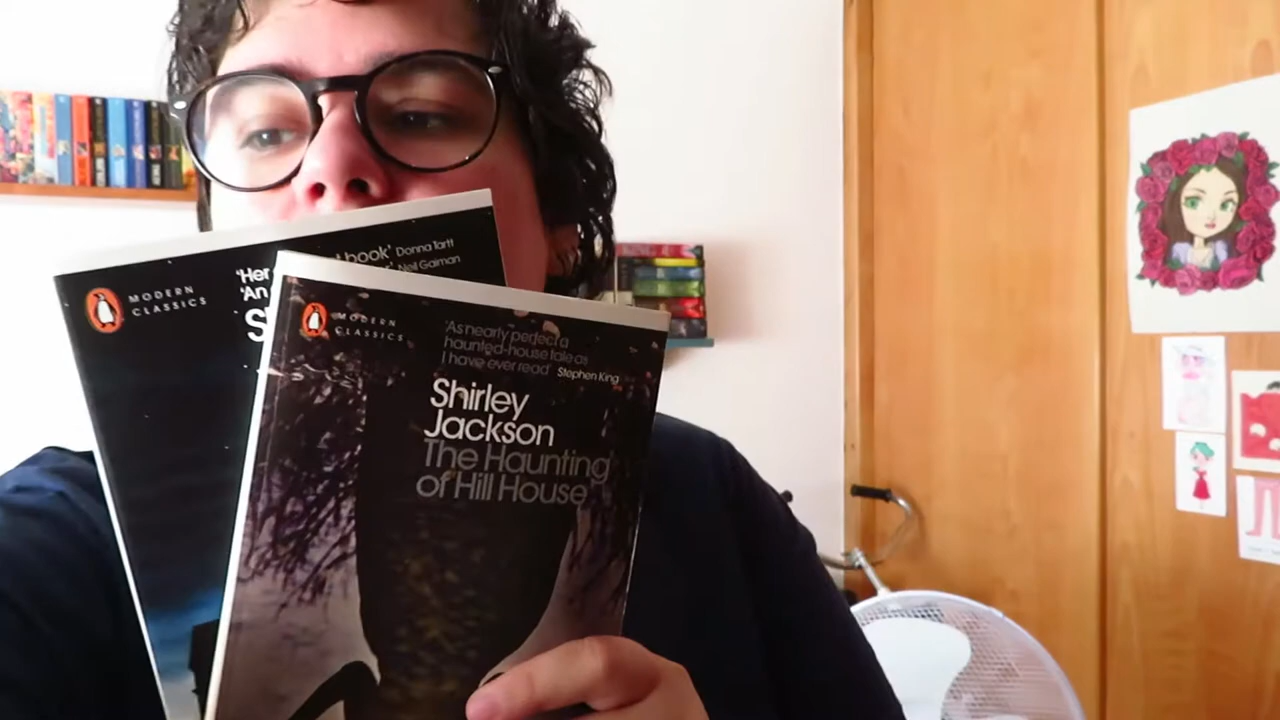 'Her
book' Donna Tartt
'An
Neil Gaiman
MODERN
CLASSICS
MODERN
CLASSICS
'As nearly perfect a
haunted-house tale as
I have ever read Stephen King
Shirley
Jackson
The Haunting
of Hill House